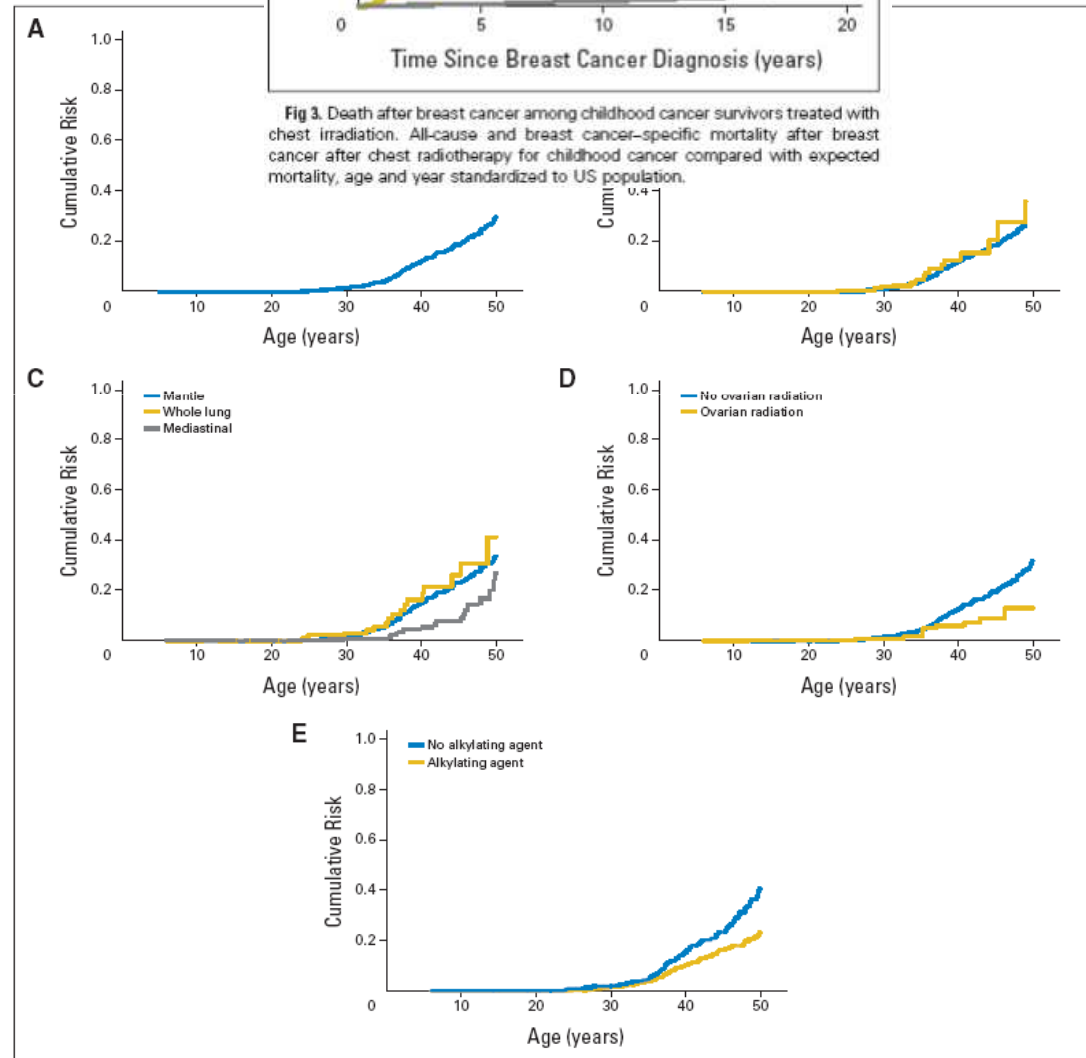 A
1.0
0.8
0.6
0.4
0.2
0
10
20
30
40
50
Cumulative Risk
Age (years)
0
5
10
15
20
Time Since Breast Cancer Diagnosis (years)
Fig 3. Death after breast cancer among childhood cancer survivors treated with
chest irradiation. All-cause and breast cancer–specific mortality after breast
cancer after chest radiotherapy for childhood cancer compared with expected
mortality, age and year standardized to US population.
0.4
0.2
0
10
20
30
40
50
Age (years)
C
1.0
0.8
0.6
0.4
0.2
0
10
20
30
40
50
Cumulative Risk
Age (years)
Mantle
Whole lung
Mediastinal
D
1.0
0.8
0.6
0.4
0.2
0
10
20
30
40
50
Cumulative Risk
Age (years)
No ovarian radiation
Ovarian radiation
E
1.0
0.8
0.6
0.4
0.2
0
10
20
30
40
50
Cumulative Risk
Age (years)
No alkylating agent
Alkylating agent